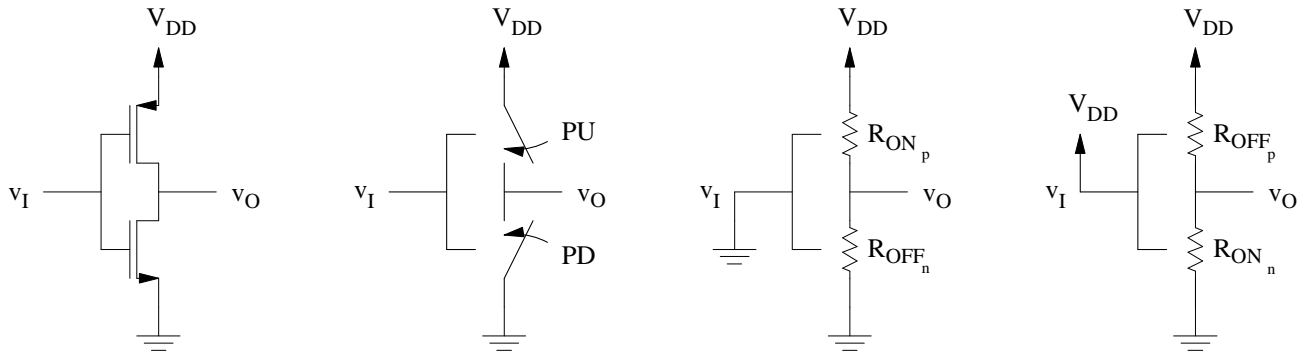 V_DD
v_I
v_O
V_DD
PU
v_I
v_O
PD
V_DD
R_ON_p
v_I
v_O
R_OFF_n
V_DD
V_DD
R_OFF_p
v_I
v_O
R_ON_n